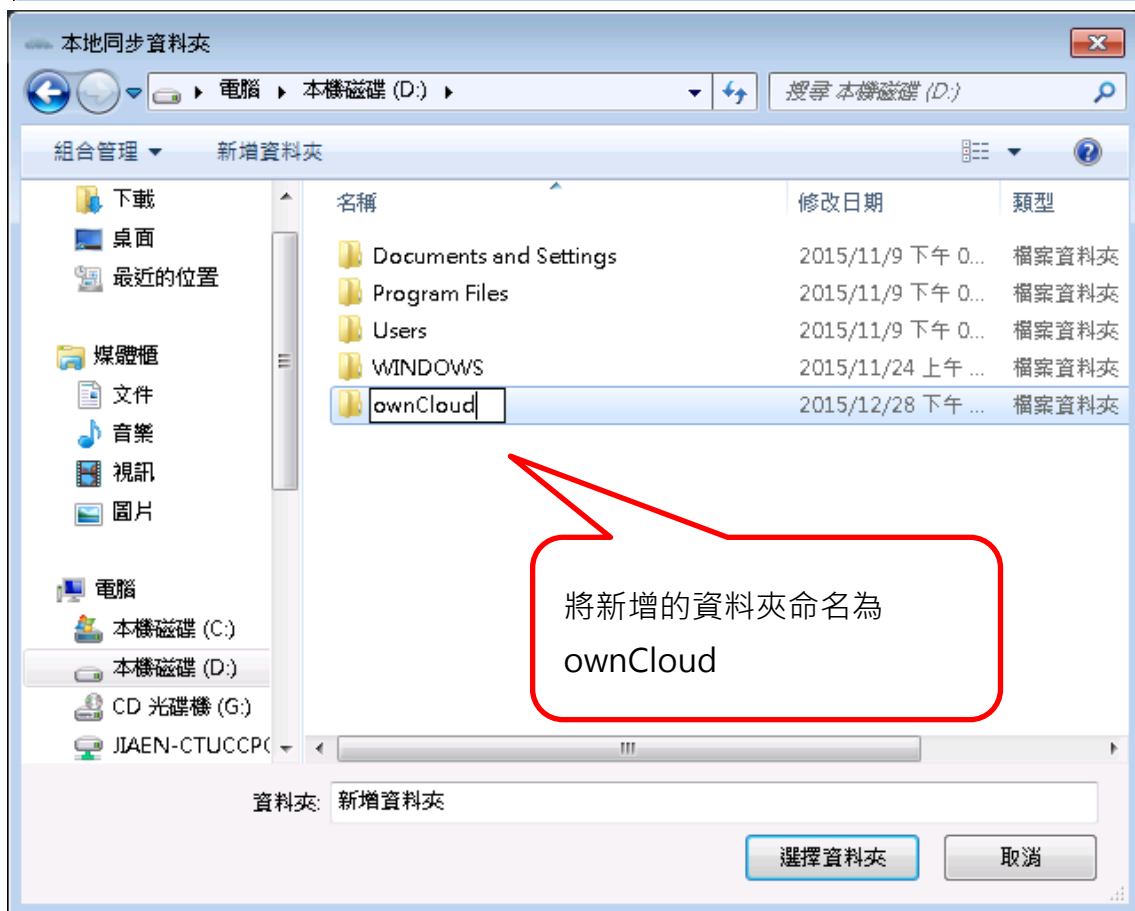 本地同步資料夾
電腦 本機磁碟 (D:) 搜尋 本機磁碟 (D:)
組合管理 新增資料夾
下載
桌面
最近的位置
媒體櫃
文件
音樂
視訊
圖片
電腦
本機磁碟 (C:)
本機磁碟 (D:)
CD 光碟機 (G:)
JIAEN-CTUCCP(
名稱 修改日期 類型
Documents and Settings 2015/11/9 下午 0... 檔案資料夾
Program Files 2015/11/9 下午 0... 檔案資料夾
Users 2015/11/9 下午 0... 檔案資料夾
WINDOWS 2015/11/24 上午 ... 檔案資料夾
ownCloud 2015/12/28 下午 ... 檔案資料夾
將新增的資料夾命名為
ownCloud
資料夾: 新增資料夾
選擇資料夾 取消